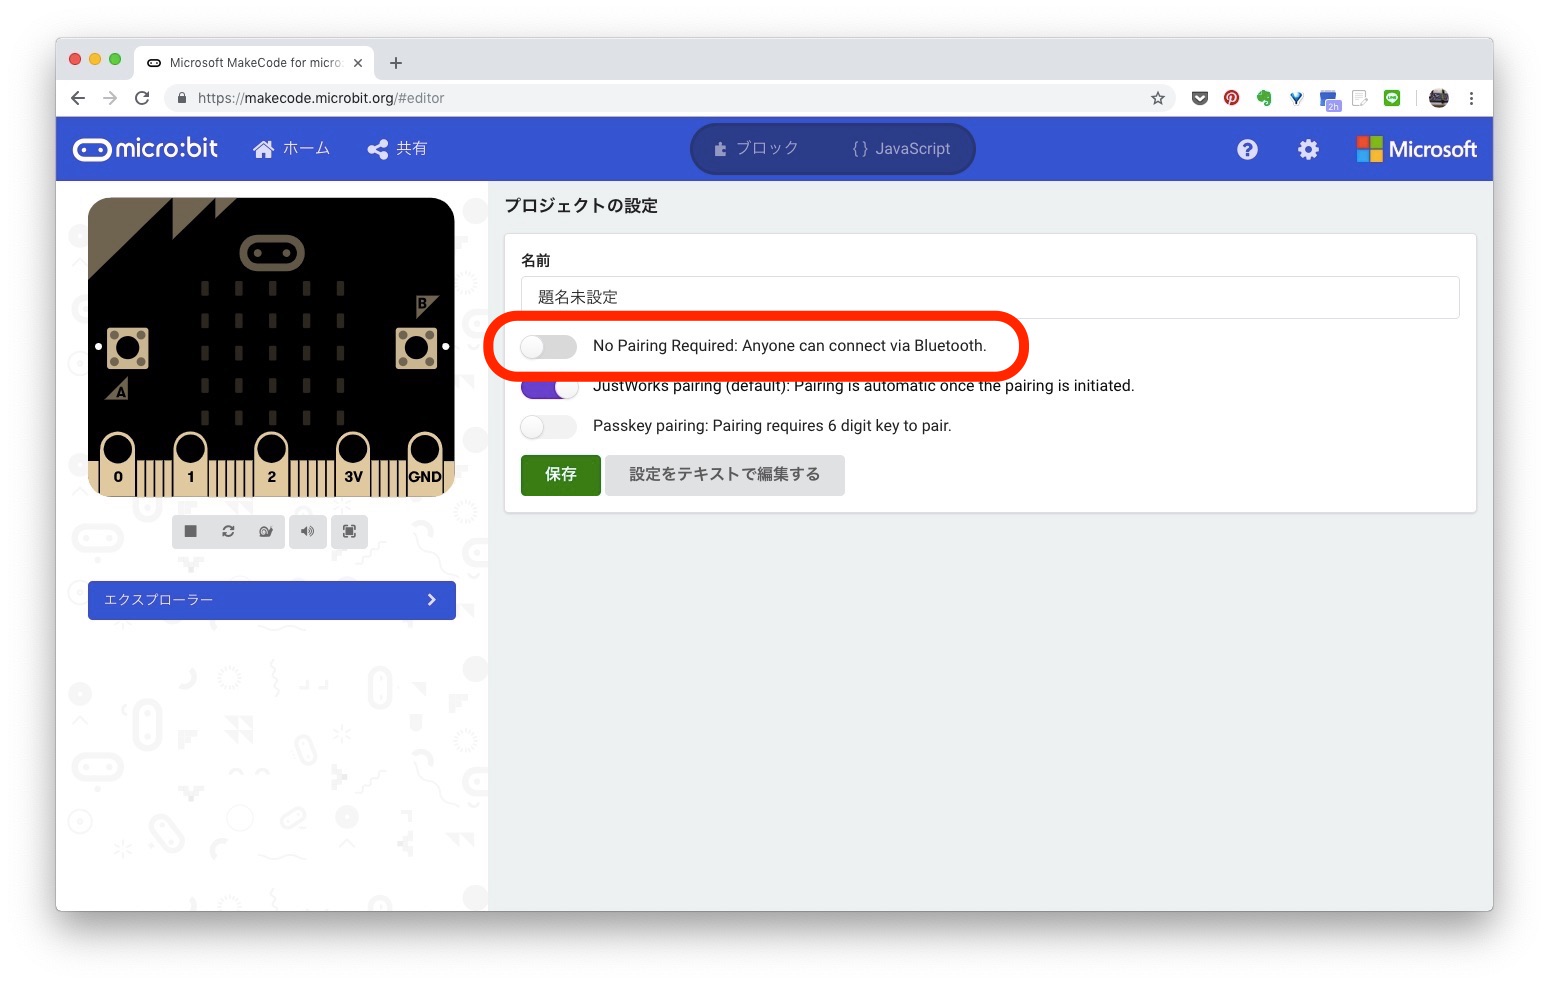 Microsoft MakeCode for micro:
https://makecode.microbit.org/#editor
2h
LINE
micro:bit
ホーム
共有
ブロック
{ } JavaScript
Microsoft
プロジェクトの設定
名前
題名未設定
No Pairing Required: Anyone can connect via Bluetooth.
JustWorks pairing (default): Pairing is automatic once the pairing is initiated.
Passkey pairing: Pairing requires 6 digit key to pair.
保存
設定をテキストで編集する
B
A
0
1
2
3V
GND
エクスプローラー